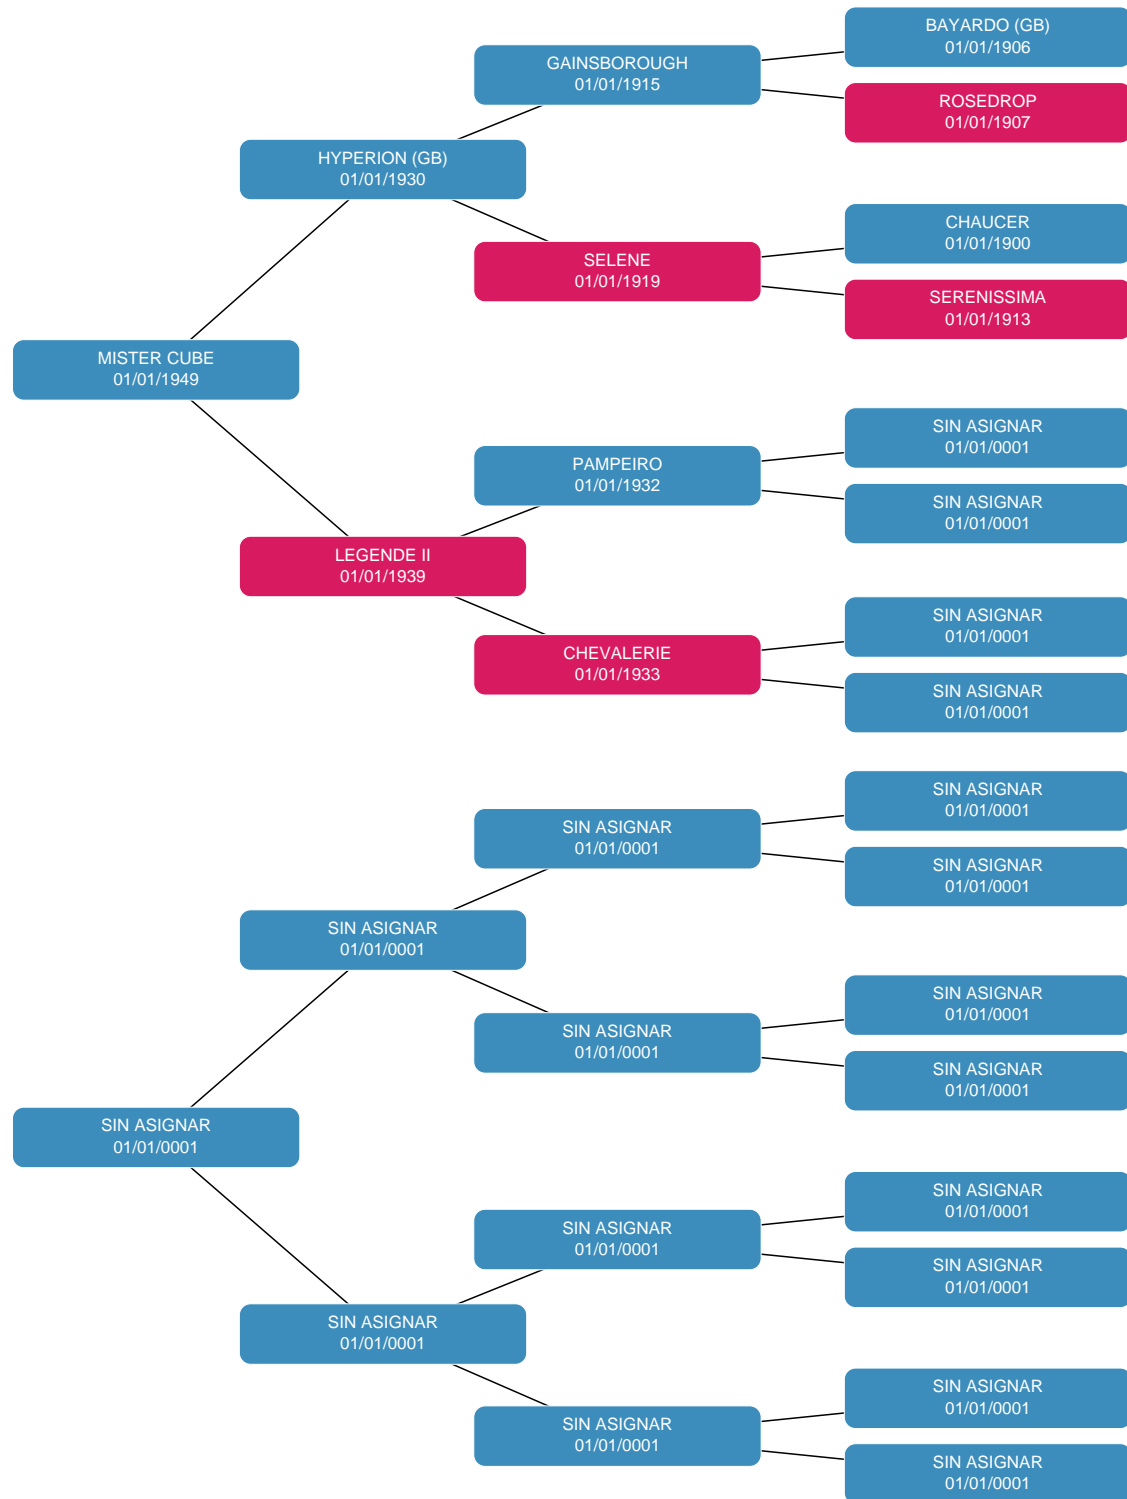 BAYARDO (GB)
01/01/1906
GAINSBOROUGH
01/01/1915
ROSEDROP
01/01/1907
HYPERION (GB)
01/01/1930
CHAUCER
01/01/1900
SELENE
01/01/1919
SERENISSIMA
01/01/1913
MISTER CUBE
01/01/1949
SIN ASIGNAR
01/01/0001
PAMPEIRO
01/01/1932
SIN ASIGNAR
01/01/0001
LEGENDE II
01/01/1939
SIN ASIGNAR
01/01/0001
CHEVALERIE
01/01/1933
SIN ASIGNAR
01/01/0001
SIN ASIGNAR
01/01/0001
SIN ASIGNAR
01/01/0001
SIN ASIGNAR
01/01/0001
SIN ASIGNAR
01/01/0001
SIN ASIGNAR
01/01/0001
SIN ASIGNAR
01/01/0001
SIN ASIGNAR
01/01/0001
SIN ASIGNAR
01/01/0001
SIN ASIGNAR
01/01/0001
SIN ASIGNAR
01/01/0001
SIN ASIGNAR
01/01/0001
SIN ASIGNAR
01/01/0001
SIN ASIGNAR
01/01/0001
SIN ASIGNAR
01/01/0001
SIN ASIGNAR
01/01/0001